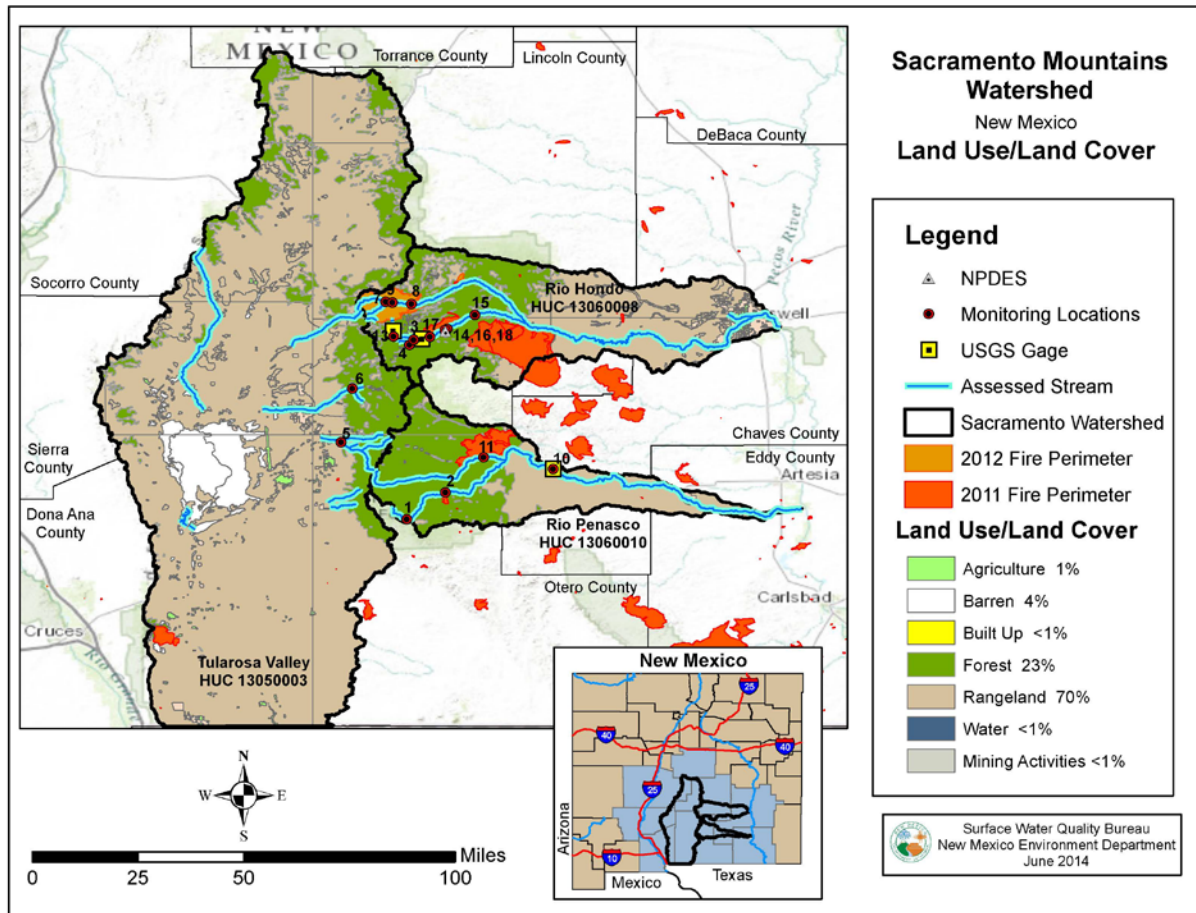 Sacramento Mountains
Watershed
New Mexico
Land Use/Land Cover
NEW
MEXICO
Torrance County
Lincoln County
DeBaca County
Pecos River
Socorro County
Rio Hondo
HUC 13060008
7
9
8
15
3
17
13
14,16,18
4
6
5
Sierra
County
Chaves County
Eddy County
Artesia
11
10
2
1
Dona Ana
County
Rio Penasco
HUC 13060010
Otero County
Carlsbad
Cruces
Rio Grande
Tularosa Valley
HUC 13050003
Legend
NPDES
Monitoring Locations
USGS Gage
Assessed Stream
Sacramento Watershed
2012 Fire Perimeter
2011 Fire Perimeter
Land Use/Land Cover
Agriculture 1%
Barren 4%
Built Up <1%
Forest 23%
Rangeland 70%
Water <1%
Mining Activities <1%
New Mexico
25
40
40
25
10
Arizona
Mexico
Texas
N
W
E
S
Miles
0
25
50
100
Surface Water Quality Bureau
New Mexico Environment Department
June 2014